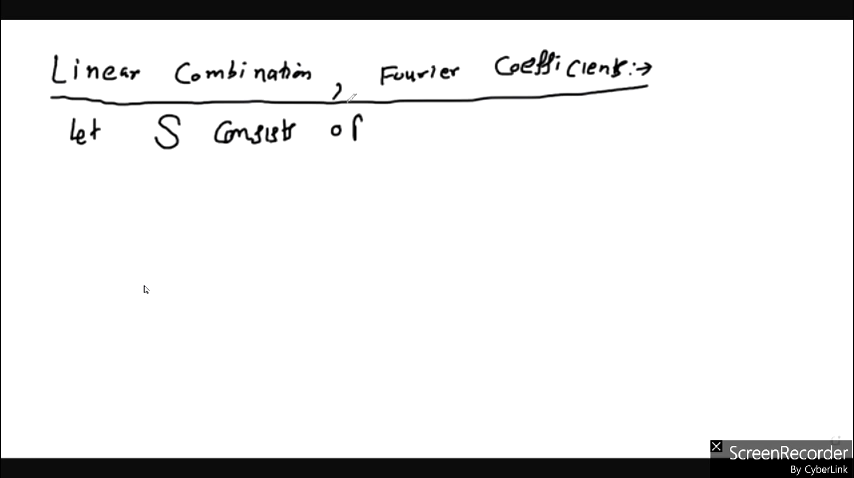 Linear Combination, Fourier Coefficients:→
let S consists of
ScreenRecorder
By CyberLink